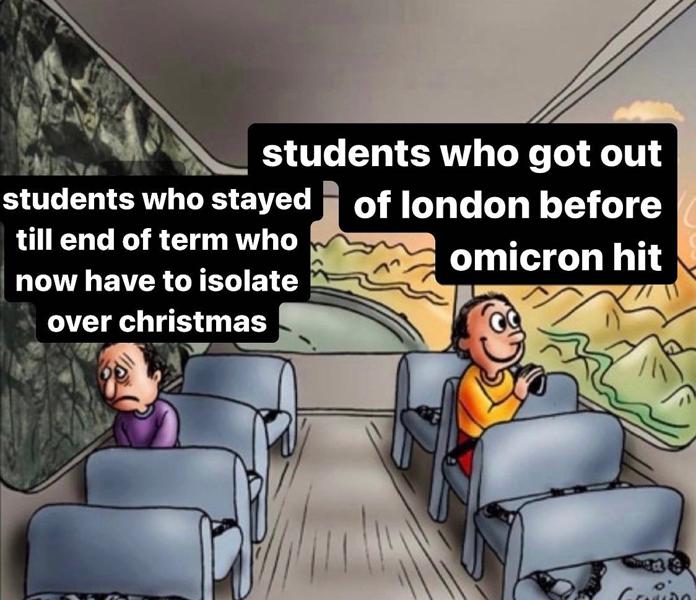 students who stayed
till end of term who
now have to isolate
over christmas
students who got out
of london before
omicron hit